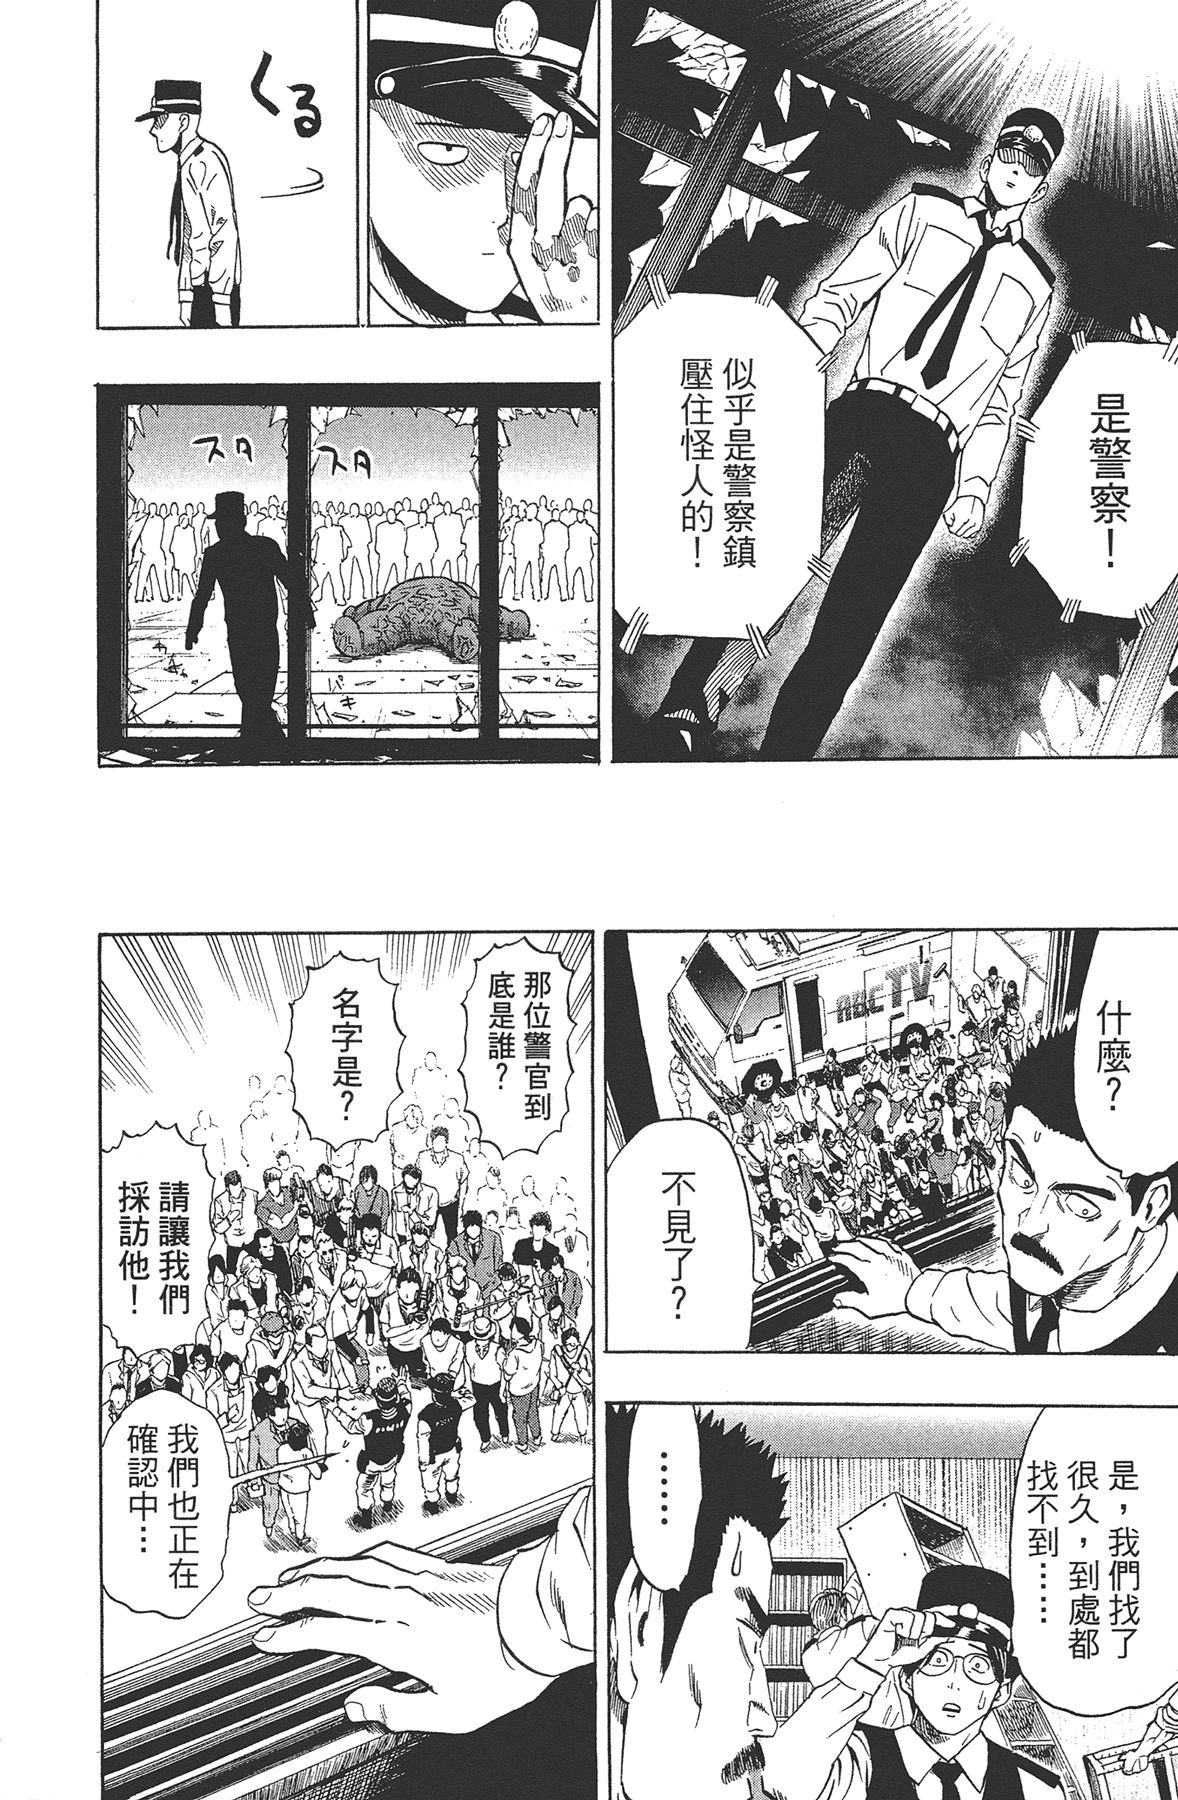 是警察！
似乎是警察鎮
壓住怪人的！
くる
スタ
スタ
パキ
什麼？
ABC TV
不見了？
是，我們找了
很久，到處都
找不到……
……
那位警官到
底是誰？
名字是？
請讓我們
採訪他！
我們也正在
確認中…